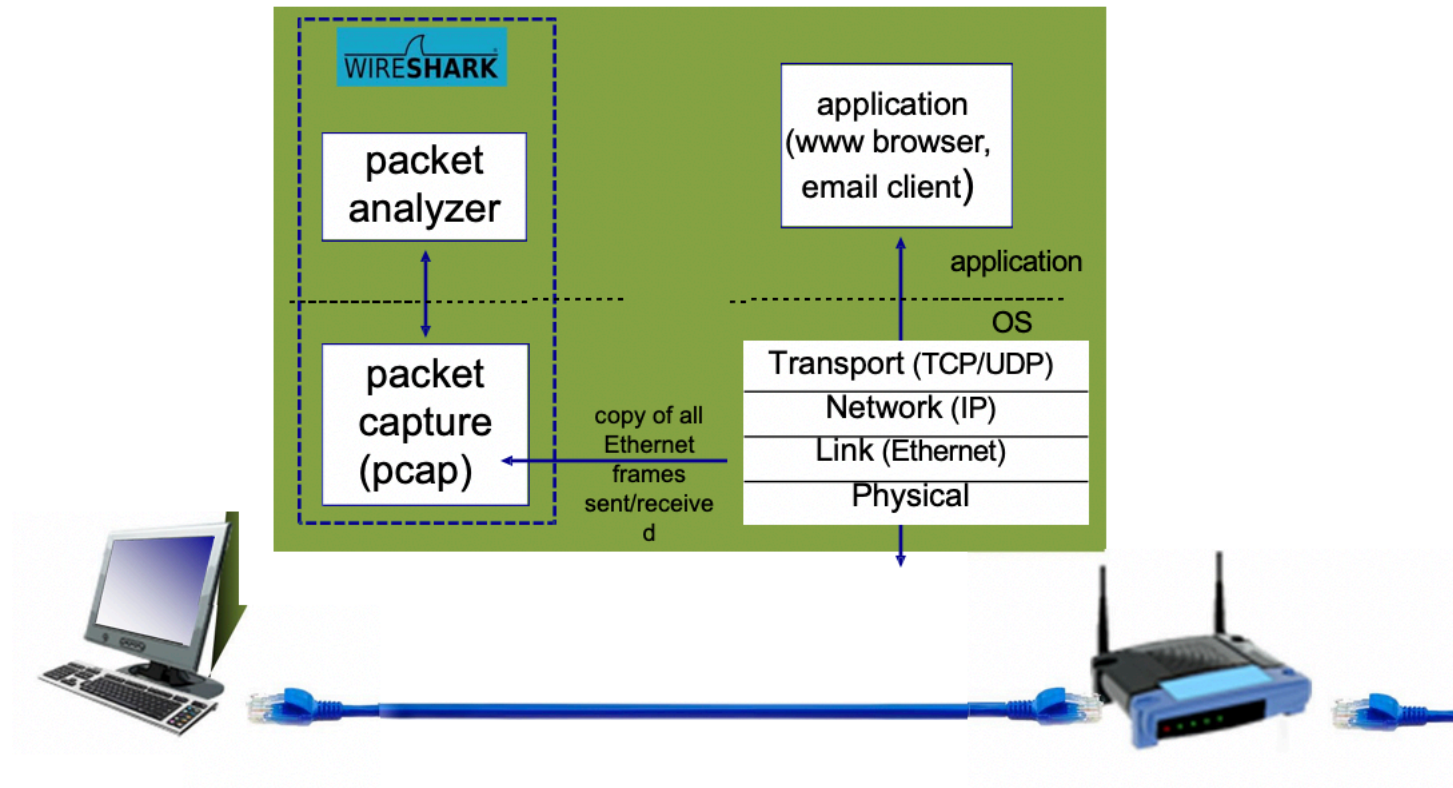 WIRESHARK
packet
analyzer
packet
capture
(pcap)
copy of all
Ethernet
frames
sent/receive
d
application
(www browser,
email client)
application
OS
Transport (TCP/UDP)
Network (IP)
Link (Ethernet)
Physical